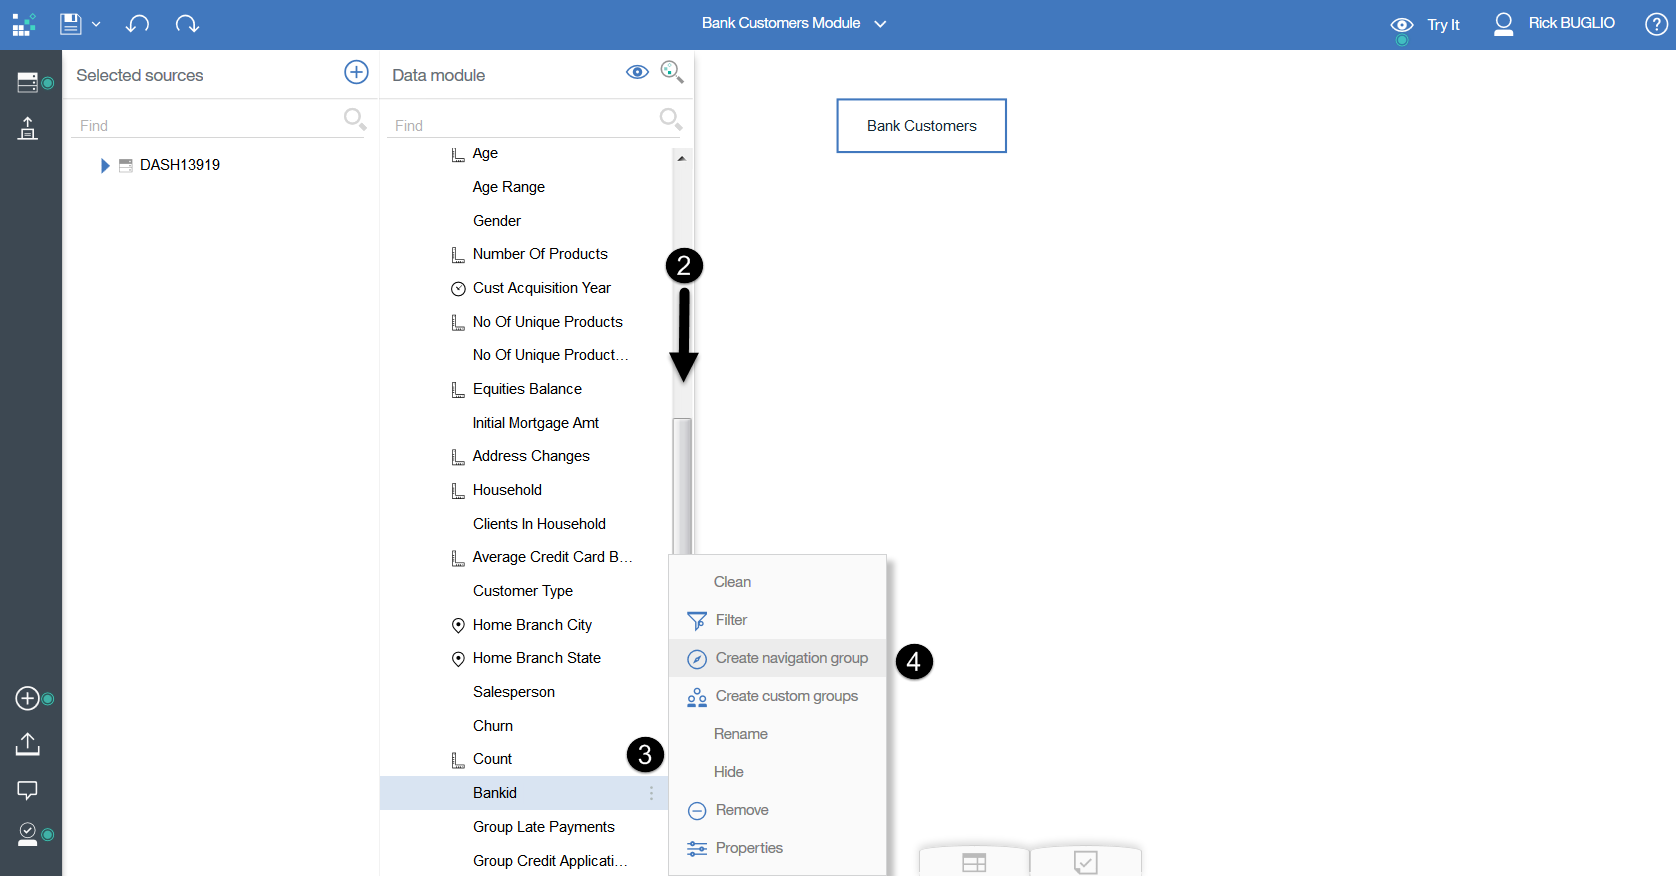 Bank Customers Module
Try It
Rick BUGLIO
?
Selected sources
Data module
Find
Find
DASH13919
Age
Age Range
Gender
Number Of Products
Cust Acquisition Year
No Of Unique Products
No Of Unique Product...
Equities Balance
Initial Mortgage Amt
Address Changes
Household
Clients In Household
Average Credit Card B...
Customer Type
Home Branch City
Home Branch State
Salesperson
Churn
Count
Bankid
Group Late Payments
Group Credit Applicati...
2
3
Clean
Filter
Create navigation group
4
Create custom groups
Rename
Hide
Remove
Properties
Bank Customers